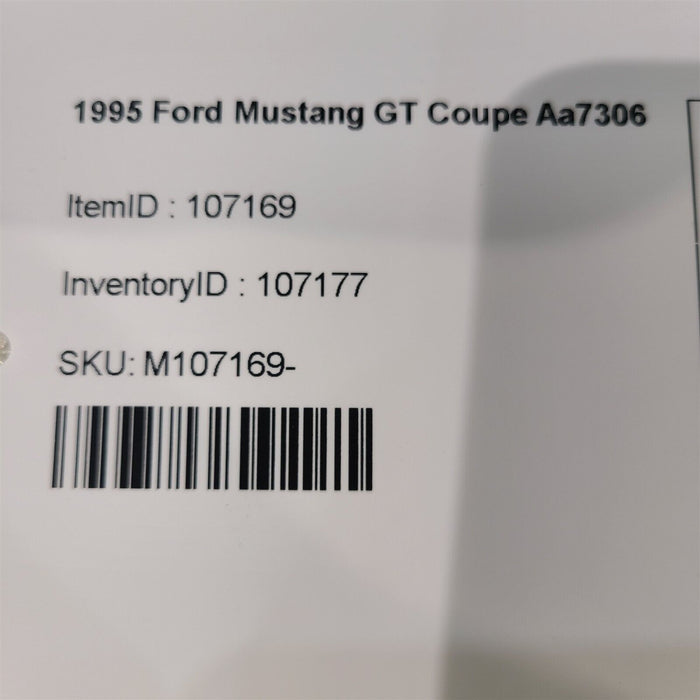 1995 Ford Mustang GT Coupe Aa7306
ItemID : 107169
InventoryID : 107177
SKU: M107169-